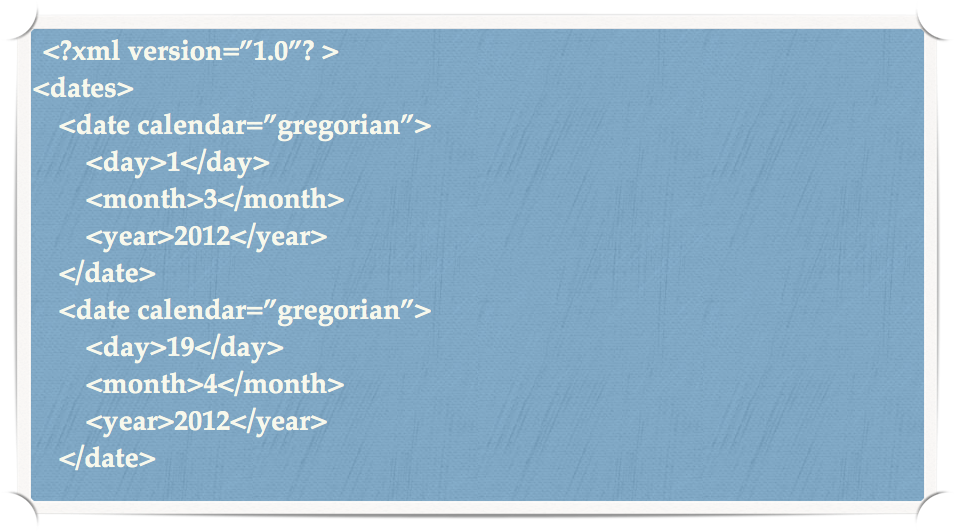 <?xml version=”1.0”? >
<dates>
<date calendar=”gregorian”>
<day>1</day>
<month>3</month>
<year>2012</year>
</date>
<date calendar=”gregorian”>
<day>19</day>
<month>4</month>
<year>2012</year>
</date>